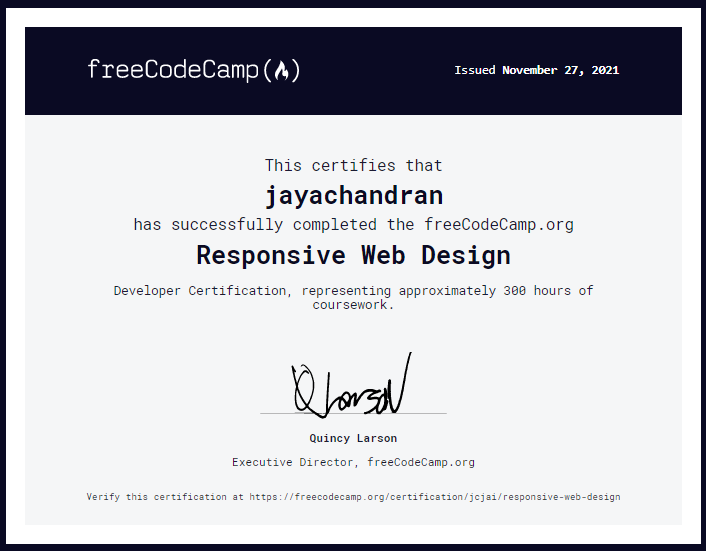 freeCodeCamp
Issued November 27, 2021
This certifies that
jayachandran
has successfully completed the freeCodeCamp.org
Responsive Web Design
Developer Certification, representing approximately 300 hours of
coursework.
Q Larson
Quincy Larson
Executive Director, freeCodeCamp.org
Verify this certification at https://freecodecamp.org/certification/jcjai/responsive-web-design